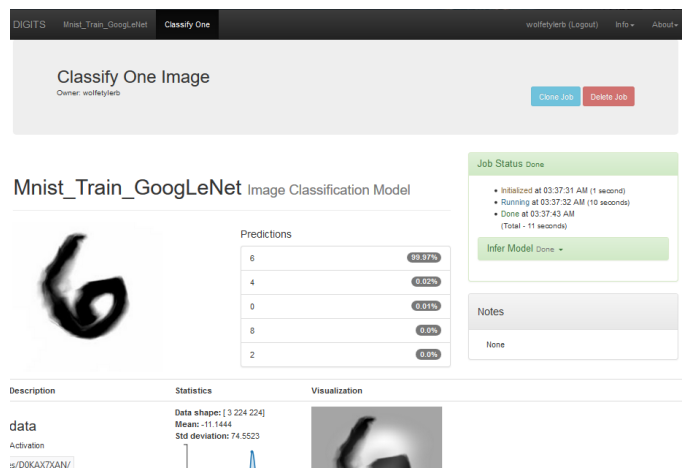 DIGITS Mnist_Train_GoogLeNet Classify One wolfetylerb (Logout) Info About
Classify One Image
Owner: wolfetylerb
Clone Job Delete Job
Job Status Done
Initialized at 03:37:31 AM (1 second)
Running at 03:37:32 AM (10 seconds)
Done at 03:37:43 AM
(Total - 11 seconds)
Infer Model Done
Notes
None
Mnist_Train_GoogLeNet Image Classification Model
Predictions
6 99.97%
4 0.02%
0 0.01%
8 0.0%
2 0.0%
Description Statistics Visualization
data
Activation
es/D0KAX7XAN/
Data shape: [ 3 224 224]
Mean: -11.1444
Std deviation: 74.5523